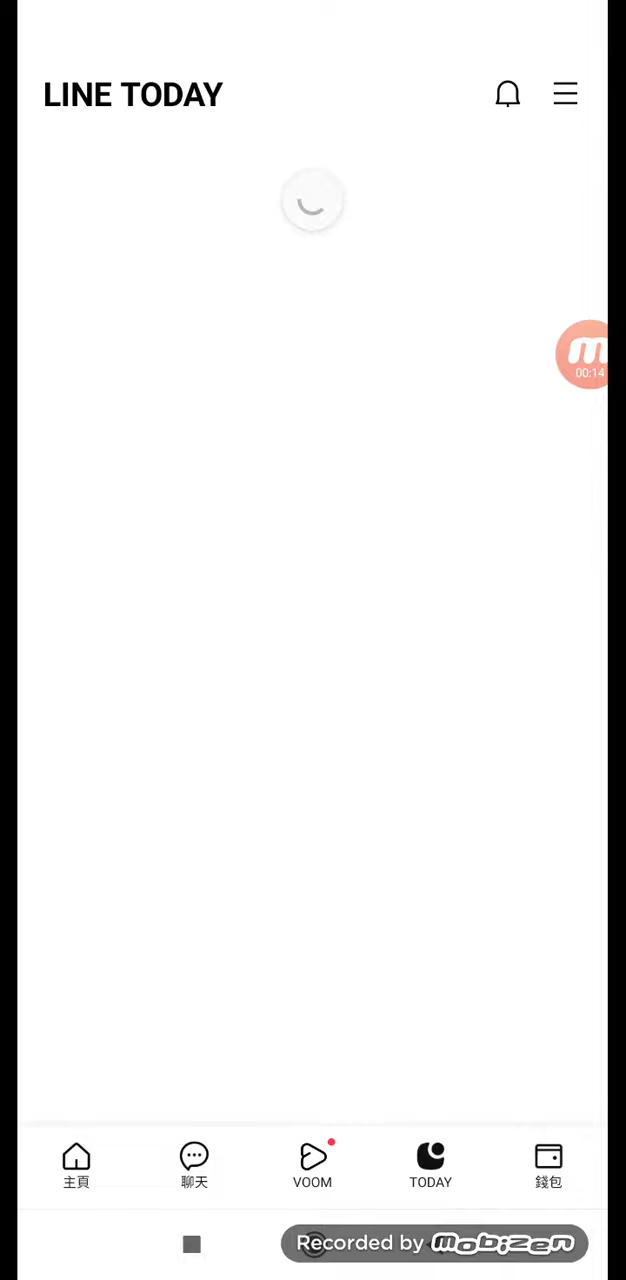 LINE TODAY
m
00:14
主頁
聊天
VOOM
TODAY
錢包
Recorded by mobizen